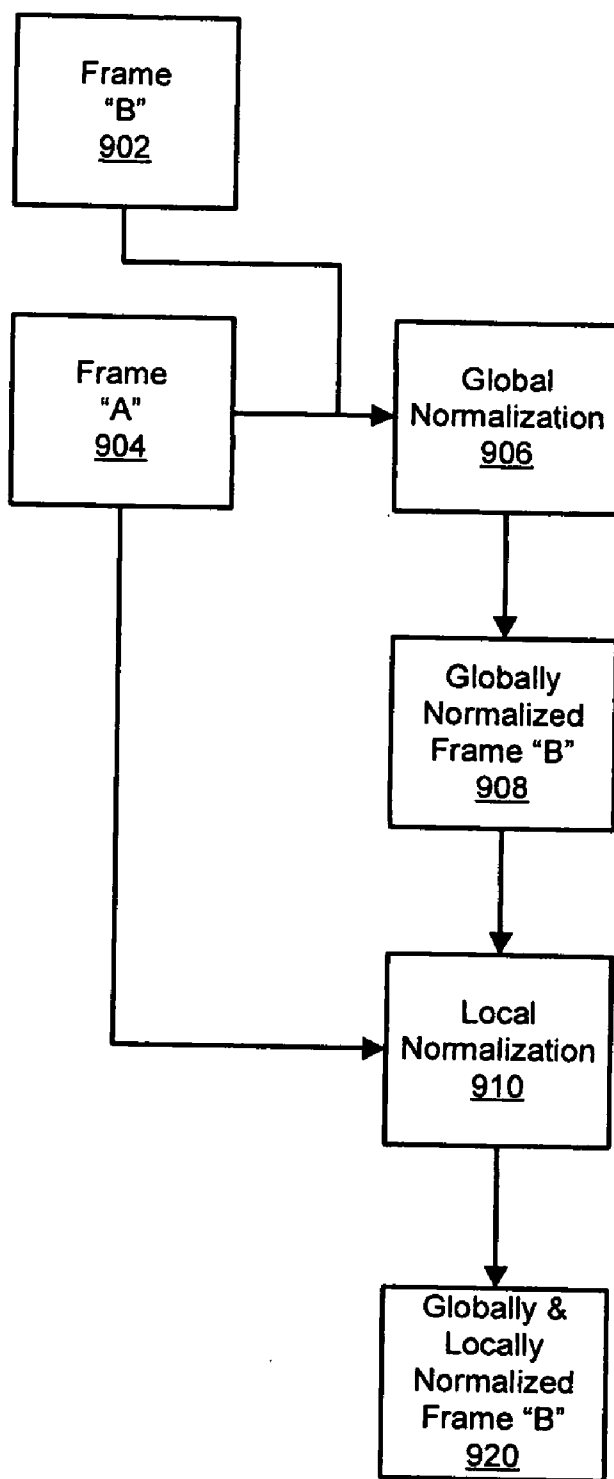 Frame
“B”
902
Frame
“A”
904
Global
Normalization
906
Globally
Normalized
Frame “B”
908
Local
Normalization
910
Globally &
Locally
Normalized
Frame “B”
920